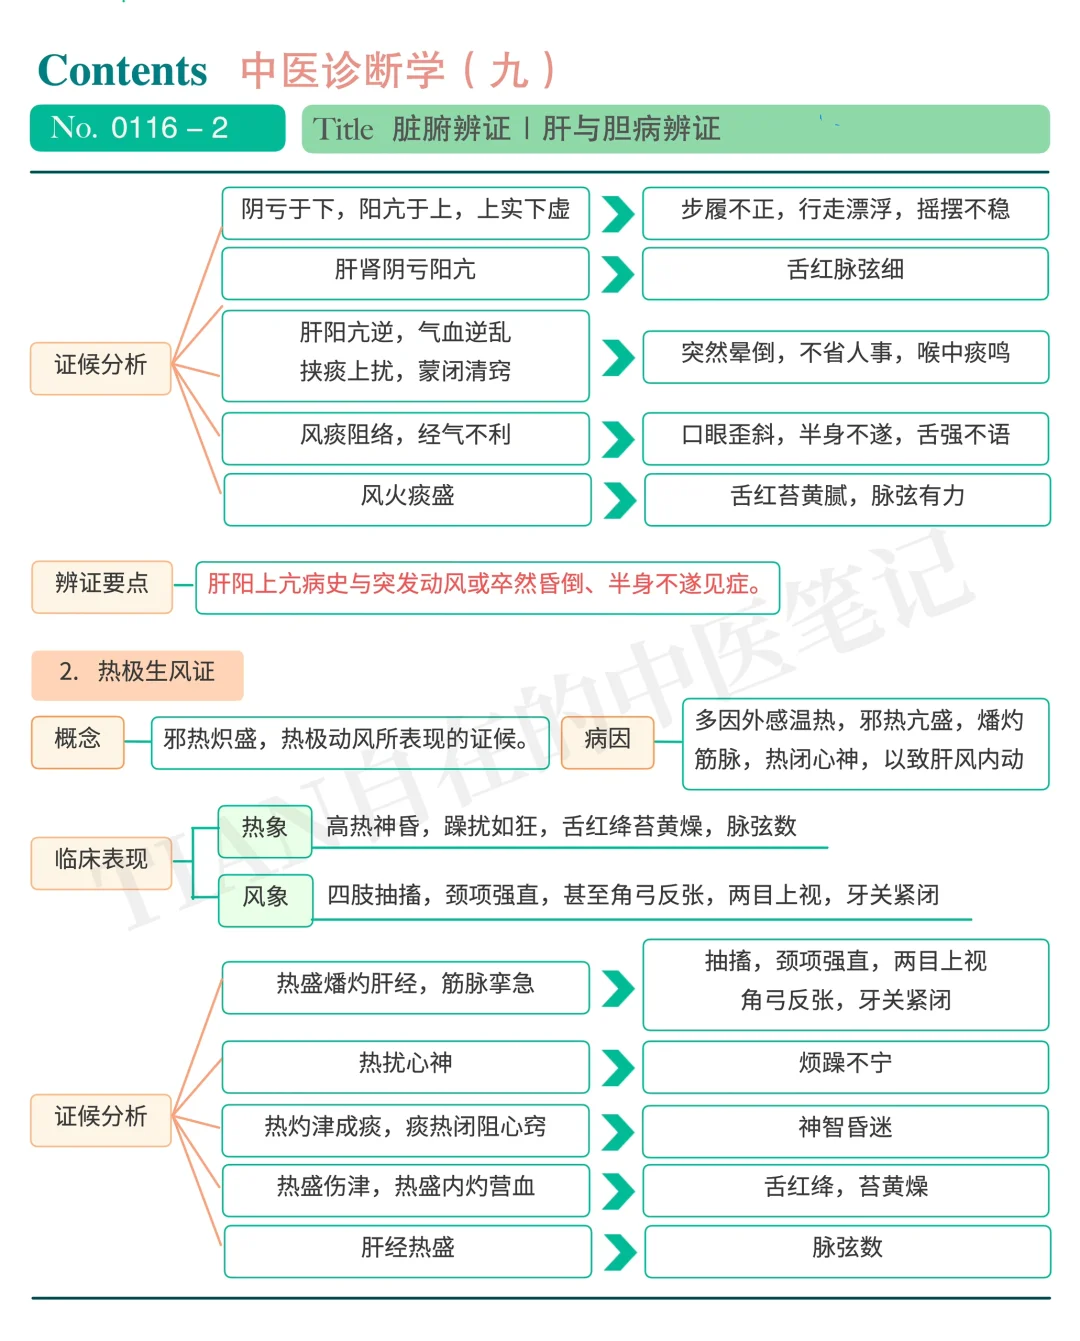 Contents 中医诊断学（九）
No. 0116 – 2
Title 脏腑辨证 | 肝与胆病辨证
阴亏于下，阳亢于上，上实下虚
步履不正，行走漂浮，摇摆不稳
肝肾阴亏阳亢
舌红脉弦细
证候分析
肝阳亢逆，气血逆乱
挟痰上扰，蒙闭清窍
突然晕倒，不省人事，喉中痰鸣
风痰阻络，经气不利
口眼歪斜，半身不遂，舌强不语
风火痰盛
舌红苔黄腻，脉弦有力
辨证要点
肝阳上亢病史与突发动风或卒然昏倒、半身不遂见症。
2. 热极生风证
概念
邪热炽盛，热极动风所表现的证候。
病因
多因外感温热，邪热亢盛，燔灼
筋脉，热闭心神，以致肝风内动
临床表现
热象
高热神昏，躁扰如狂，舌红绛苔黄燥，脉弦数
风象
四肢抽搐，颈项强直，甚至角弓反张，两目上视，牙关紧闭
热盛燔灼肝经，筋脉挛急
抽搐，颈项强直，两目上视
角弓反张，牙关紧闭
热扰心神
烦躁不宁
证候分析
热灼津成痰，痰热闭阻心窍
神智昏迷
热盛伤津，热盛内灼营血
舌红绛，苔黄燥
肝经热盛
脉弦数
TIAN自在的中医笔记